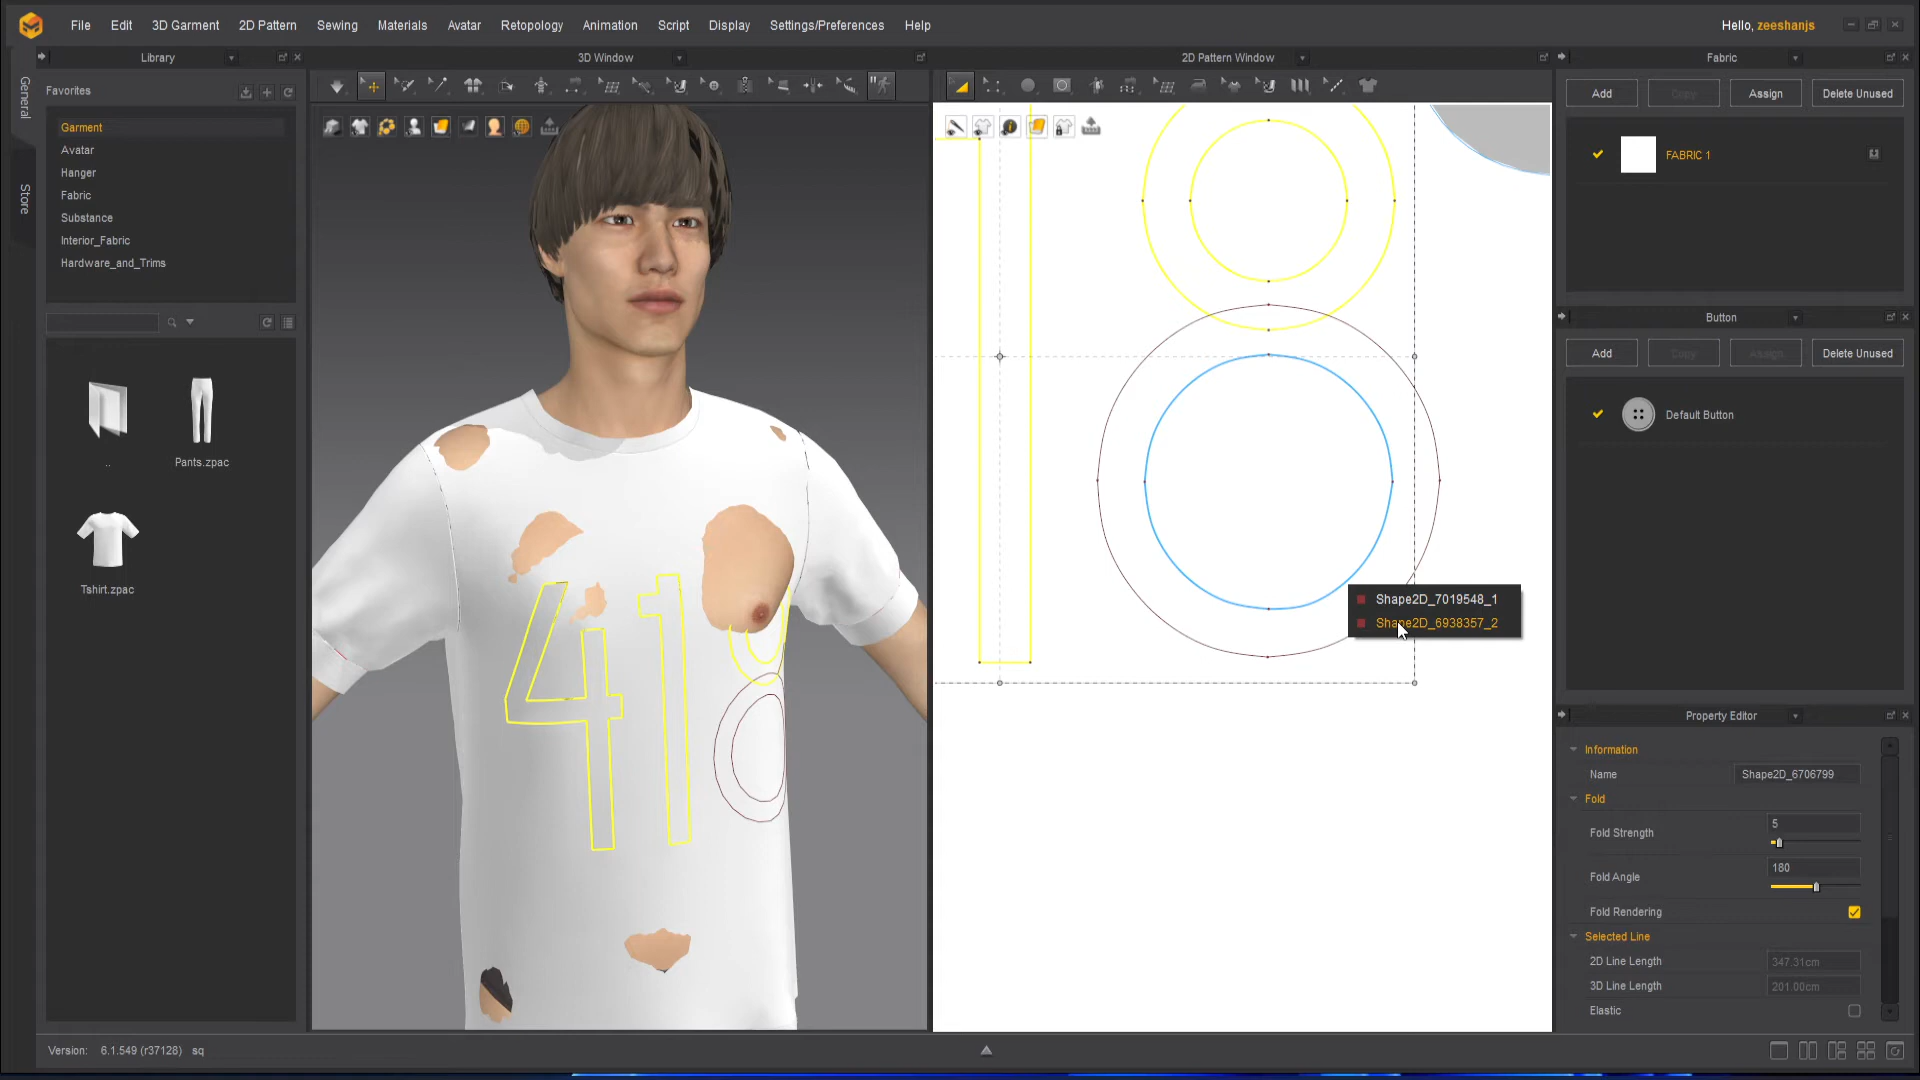 File Edit 3D Garment 2D Pattern Sewing Materials Avatar Retopology Animation Script Display Settings/Preferences Help
Hello, zeeshanjs
Library
3D Window
2D Pattern Window
Fabric
General
Store
Favorites
Garment
Avatar
Hanger
Fabric
Substance
Interior_Fabric
Hardware_and_Trims
..
Pants.zpac
Tshirt.zpac
41
Shape2D_7019548_1
Shape2D_6938357_2
Add Copy Assign Delete Unused
FABRIC 1
Button
Add Copy Assign Delete Unused
Default Button
Property Editor
Information
Name Shape2D_6706799
Fold
Fold Strength 5
Fold Angle 180
Fold Rendering
Selected Line
2D Line Length 347.31cm
3D Line Length 201.00cm
Elastic
Version: 6.1.549 (r37128) sq